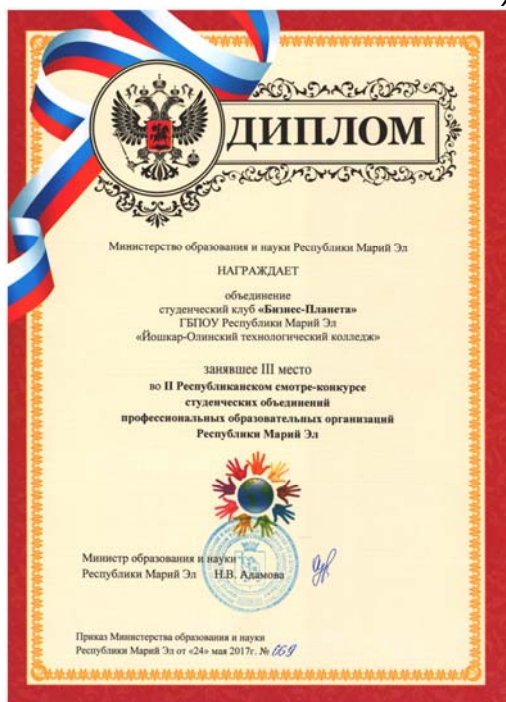 ДИПЛОМ
Министерство образования и науки Республики Марий Эл
НАГРАЖДАЕТ
объединение
студенческий клуб «Бизнес-Планета»
ГБПОУ Республики Марий Эл
«Йошкар-Олинский технологический колледж»
занявшее III место
во II Республиканском смотре-конкурсе
студенческих объединений
профессиональных образовательных организаций
Республики Марий Эл
Министр образования и науки
Республики Марий Эл Н.В. Адамова
Приказ Министерства образования и науки
Республики Марий Эл от «24» мая 2017г. № 669